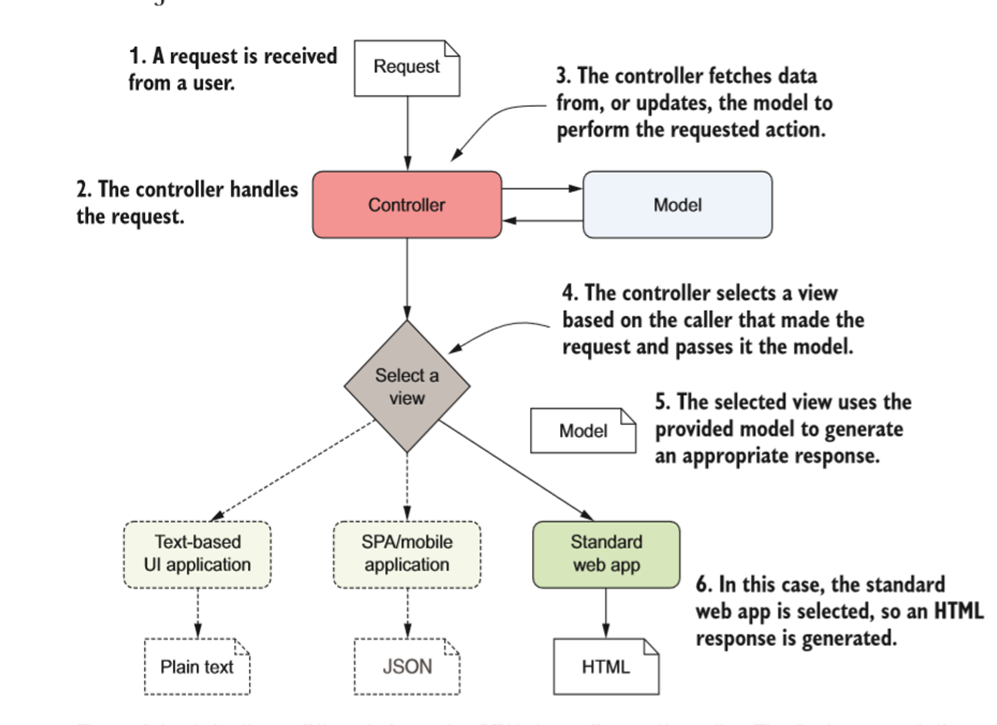 1. A request is received
from a user.
Request
3. The controller fetches data
from, or updates, the model to
perform the requested action.
2. The controller handles
the request.
Controller
Model
4. The controller selects a view
based on the caller that made the
request and passes it the model.
Select a
view
Model
5. The selected view uses the
provided model to generate
an appropriate response.
Text-based
UI application
SPA/mobile
application
Standard
web app
6. In this case, the standard
web app is selected, so an HTML
response is generated.
Plain text
JSON
HTML